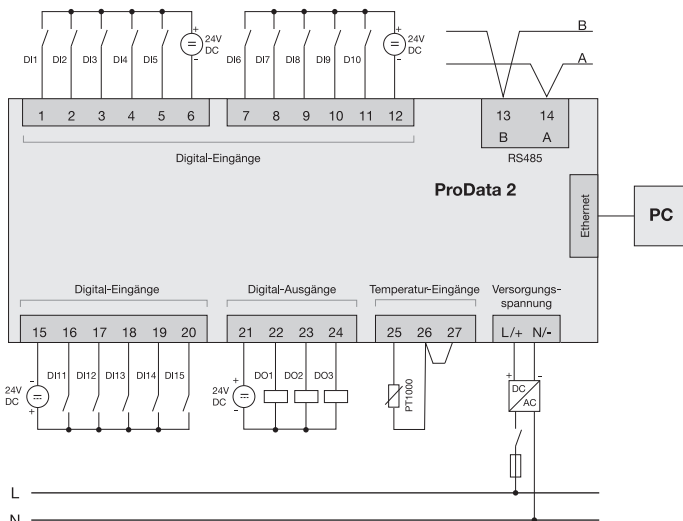 B
A
DI1 DI2 DI3 DI4 DI5 + 24V DC - DI6 DI7 DI8 DI9 D10 + 24V DC -
1 2 3 4 5 6 7 8 9 10 11 12 13 14
B A
Digital-Eingänge
RS485
ProData 2
Ethernet
PC
Digital-Eingänge Digital-Ausgänge Temperatur-Eingänge Versorgungs-
spannung
15 16 17 18 19 20 21 22 23 24 25 26 27 L/+ N/-
24V DC - + DI11 DI12 DI13 DI14 DI15 24V DC + - DO1 DO2 DO3 PT1000 + -
DC
AC
L
N